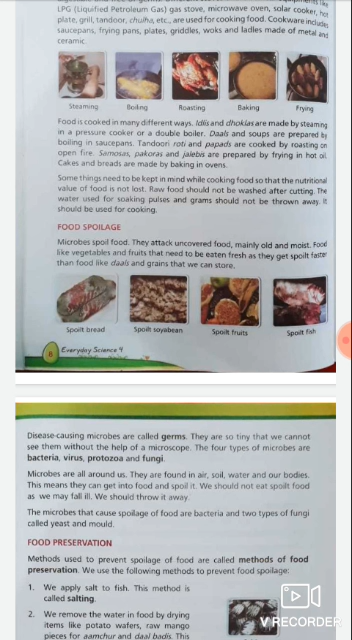 LPG (Liquified Petroleum Gas) gas stove, microwave oven, solar cooker, hot
plate, grill, tandoor, chulha, etc., are used for cooking food. Cookware includes
saucepans, frying pans, plates, griddles, woks and ladles made of metal and
ceramic.
Steaming Boiling Roasting Baking Frying
Food is cooked in many different ways. Idlis and dhoklas are made by steaming
in a pressure cooker or a double boiler. Daals and soups are prepared by
boiling in saucepans. Tandoori roti and papads are cooked by roasting on
open fire. Samosas, pakoras and jalebis are prepared by frying in hot oil.
Cakes and breads are made by baking in ovens.
Some things need to be kept in mind while cooking food so that the nutritional
value of food is not lost. Raw food should not be washed after cutting. The
water used for soaking pulses and grams should not be thrown away. It
should be used for cooking.
FOOD SPOILAGE
Microbes spoil food. They attack uncovered food, mainly old and moist. Food
like vegetables and fruits that need to be eaten fresh as they get spoilt faster
than food like daals and grains that we can store.
Spoilt bread Spoilt soyabean Spoilt fruits Spoilt fish
8 Everyday Science 4
Disease-causing microbes are called germs. They are so tiny that we cannot
see them without the help of a microscope. The four types of microbes are
bacteria, virus, protozoa and fungi.
Microbes are all around us. They are found in air, soil, water and our bodies.
This means they can get into food and spoil it. We should not eat spoilt food
as we may fall ill. We should throw it away.
The microbes that cause spoilage of food are bacteria and two types of fungi
called yeast and mould.
FOOD PRESERVATION
Methods used to prevent spoilage of food are called methods of food
preservation. We use the following methods to prevent food spoilage:
1. We apply salt to fish. This method is
called salting.
2. We remove the water in food by drying
items like potato wafers, raw mango
pieces for aamchur and daal badis. This
V RECORDER